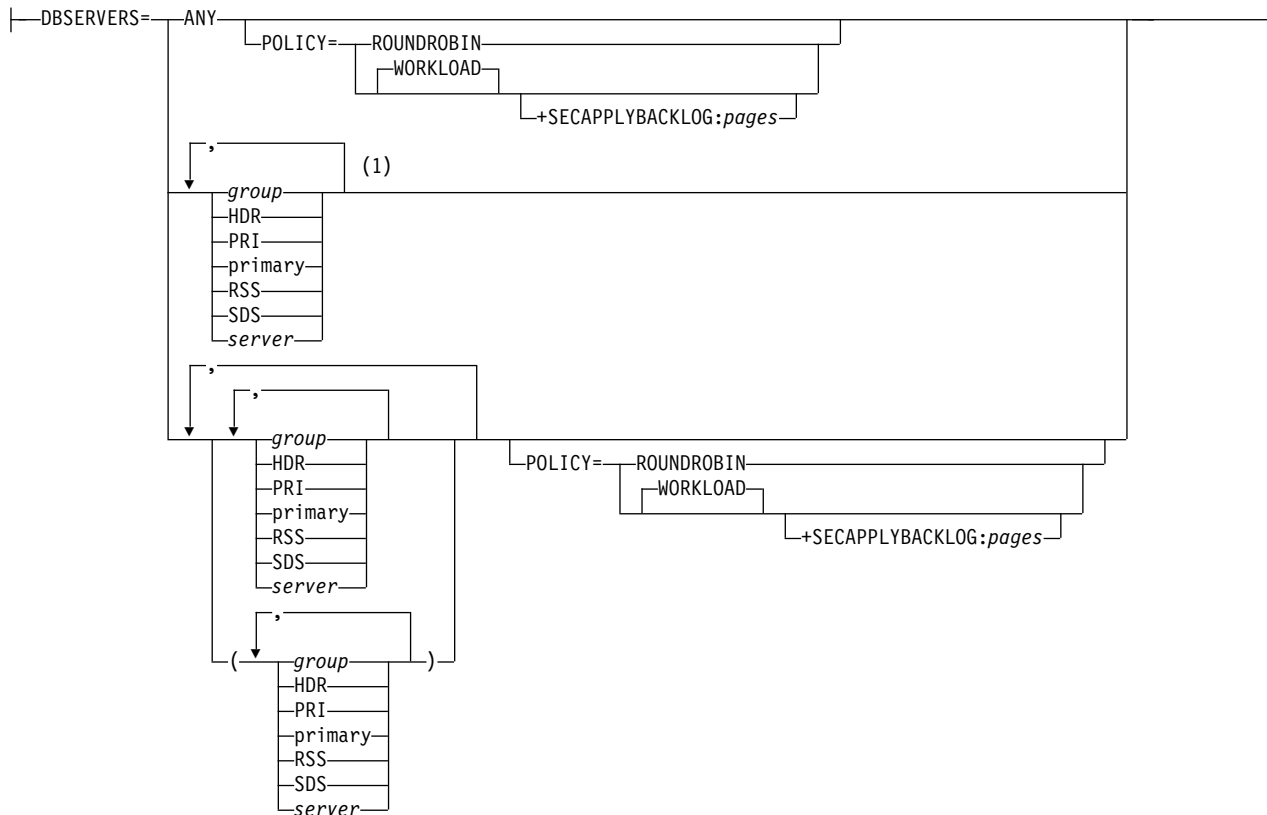 DBSERVERS= ANY
POLICY= ROUNDROBIN
WORKLOAD
+SECAPPLYBACKLOG:pages
, (1)
group
HDR
PRI
primary
RSS
SDS
server
,
,
group
HDR
PRI
primary
RSS
SDS
server
POLICY= ROUNDROBIN
WORKLOAD
+SECAPPLYBACKLOG:pages
,
( group )
HDR
PRI
primary
RSS
SDS
server